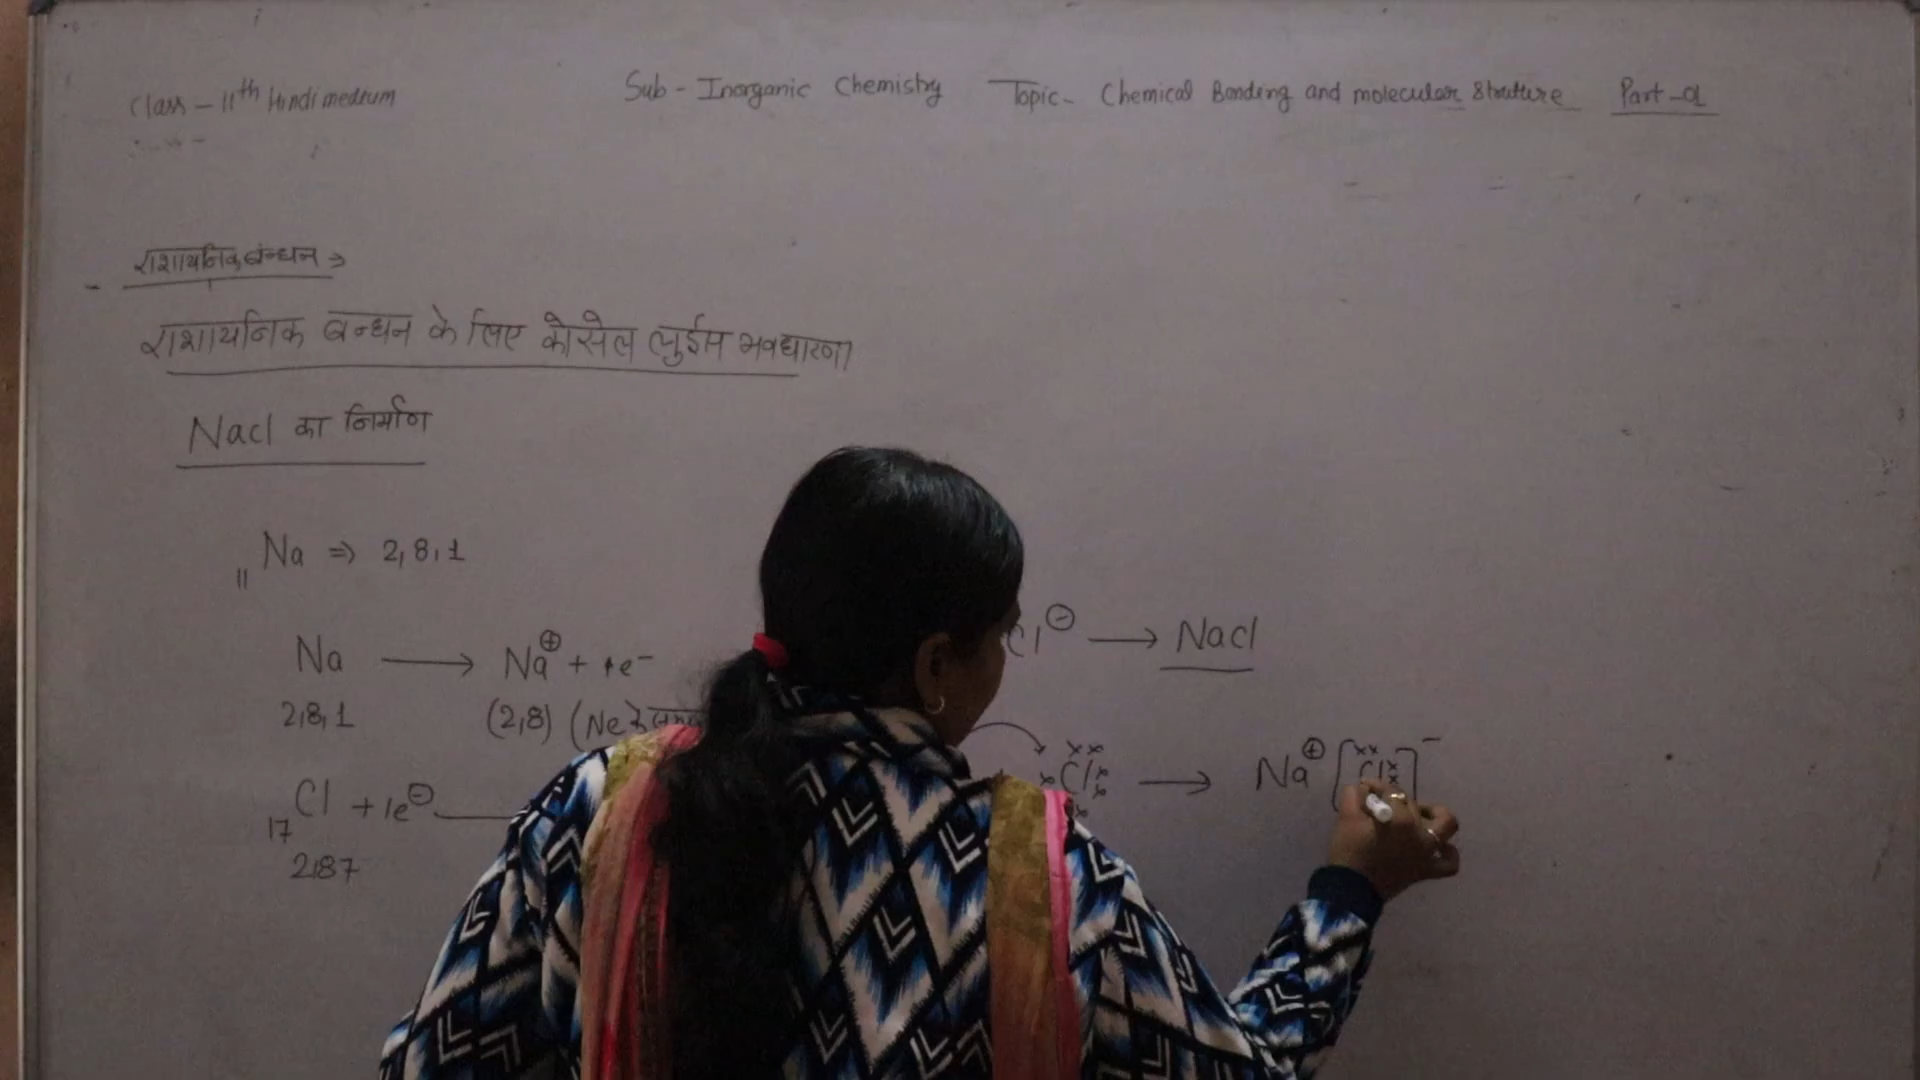 Class - 11th Hindi medium
Sub - Inorganic Chemistry Topic - Chemical Bonding and molecular Structure Part - 01
राशायनिक बंन्धन →
राशायनिक बन्धन के लिए कोसेल लुईस अवधारणा
Nacl का निर्माण
11Na ⇒ 2,8,1
Na ⟶ Na⊕ + 1e⁻
Cl⊖ ⟶ Nacl
2,8,1 (2,8) (Ne
Cl ⟶ Na⊕ [Cl]⁻
17Cl + 1e⊖
2,8,7